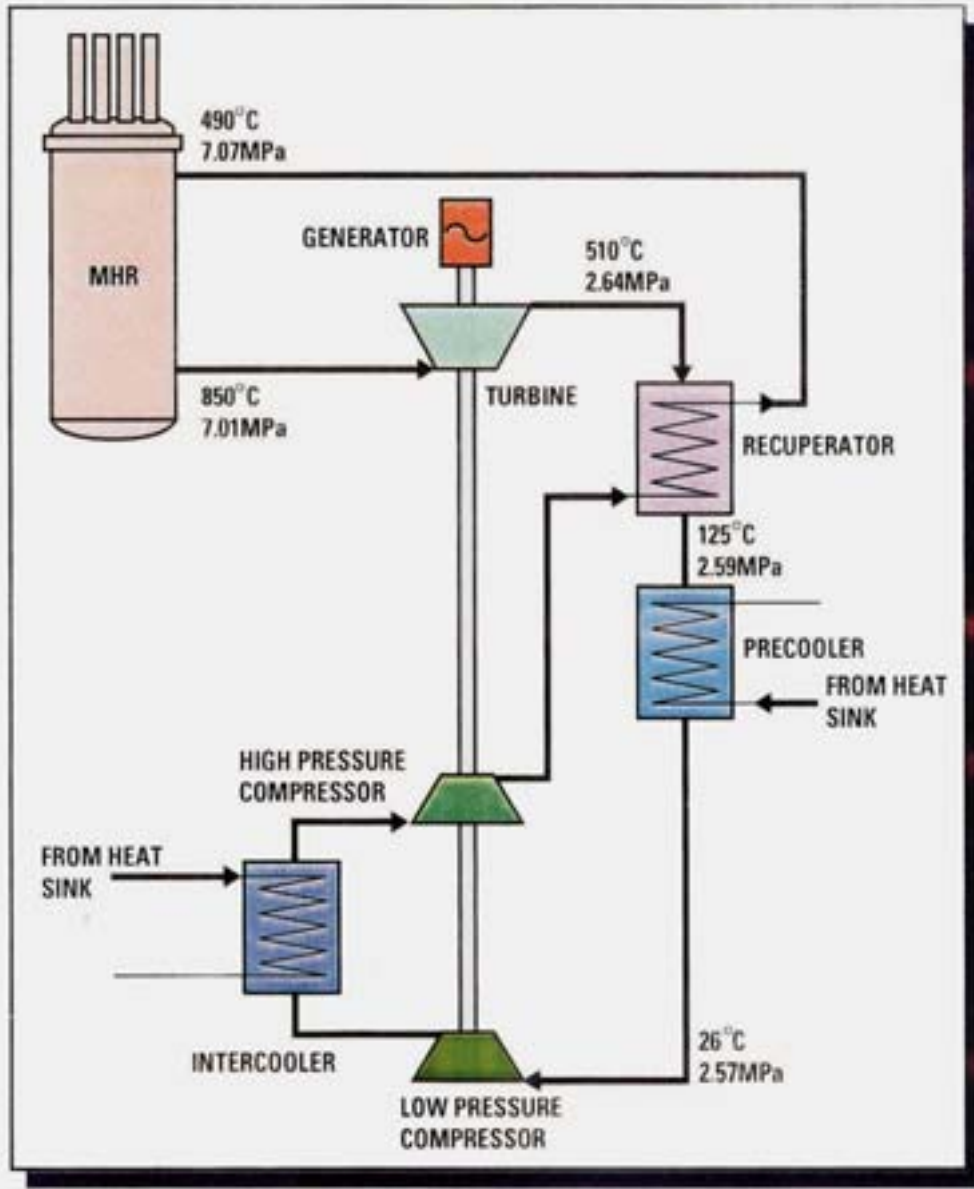 490°C
7.07MPa
GENERATOR
510°C
2.64MPa
MHR
850°C
7.01MPa
TURBINE
RECUPERATOR
125°C
2.59MPa
PRECOOLER
FROM HEAT
SINK
HIGH PRESSURE
COMPRESSOR
FROM HEAT
SINK
INTERCOOLER
26°C
2.57MPa
LOW PRESSURE
COMPRESSOR